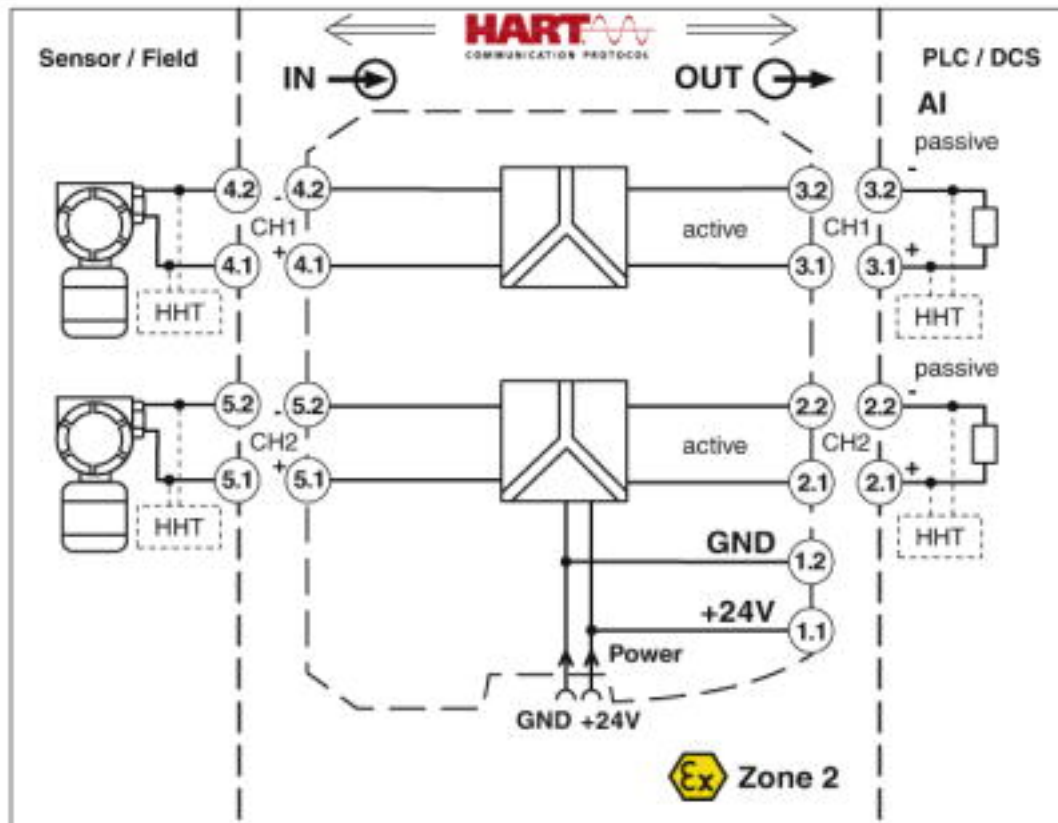 HART
COMMUNICATION PROTOCOL
Sensor / Field
IN
OUT
PLC / DCS
AI
passive
4.2
-
4.2
3.2
3.2
-
CH1
active
CH1
4.1
+
4.1
3.1
3.1
+
HHT
HHT
passive
5.2
-
5.2
2.2
2.2
-
CH2
active
CH2
5.1
+
5.1
2.1
2.1
+
HHT
HHT
GND
1.2
+24V
1.1
Power
GND +24V
Ex Zone 2